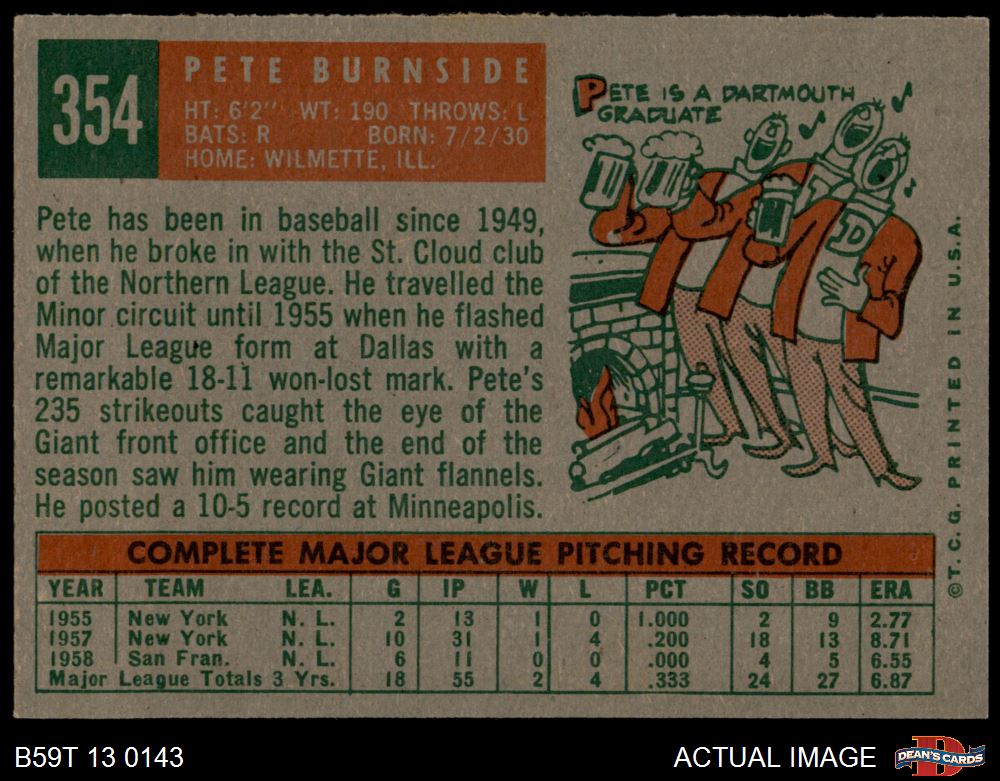 354
PETE BURNSIDE
HT: 6'2" WT: 190 THROWS: L
BATS: R BORN: 7/2/30
HOME: WILMETTE, ILL.
PETE IS A DARTMOUTH
GRADUATE
D
Pete has been in baseball since 1949,
when he broke in with the St. Cloud club
of the Northern League. He travelled the
Minor circuit until 1955 when he flashed
Major League form at Dallas with a
remarkable 18-11 won-lost mark. Pete's
235 strikeouts caught the eye of the
Giant front office and the end of the
season saw him wearing Giant flannels.
He posted a 10-5 record at Minneapolis.
COMPLETE MAJOR LEAGUE PITCHING RECORD
YEAR TEAM LEA. G IP W L PCT SO BB ERA
1955 New York N. L. 2 13 1 0 1.000 2 9 2.77
1957 New York N. L. 10 31 1 4 .200 18 13 8.71
1958 San Fran. N. L. 6 11 0 0 .000 4 5 6.55
Major League Totals 3 Yrs. 18 55 2 4 .333 24 27 6.87
©T.C.G. PRINTED IN U.S.A.
B59T 13 0143
ACTUAL IMAGE
D
DEAN'S CARDS